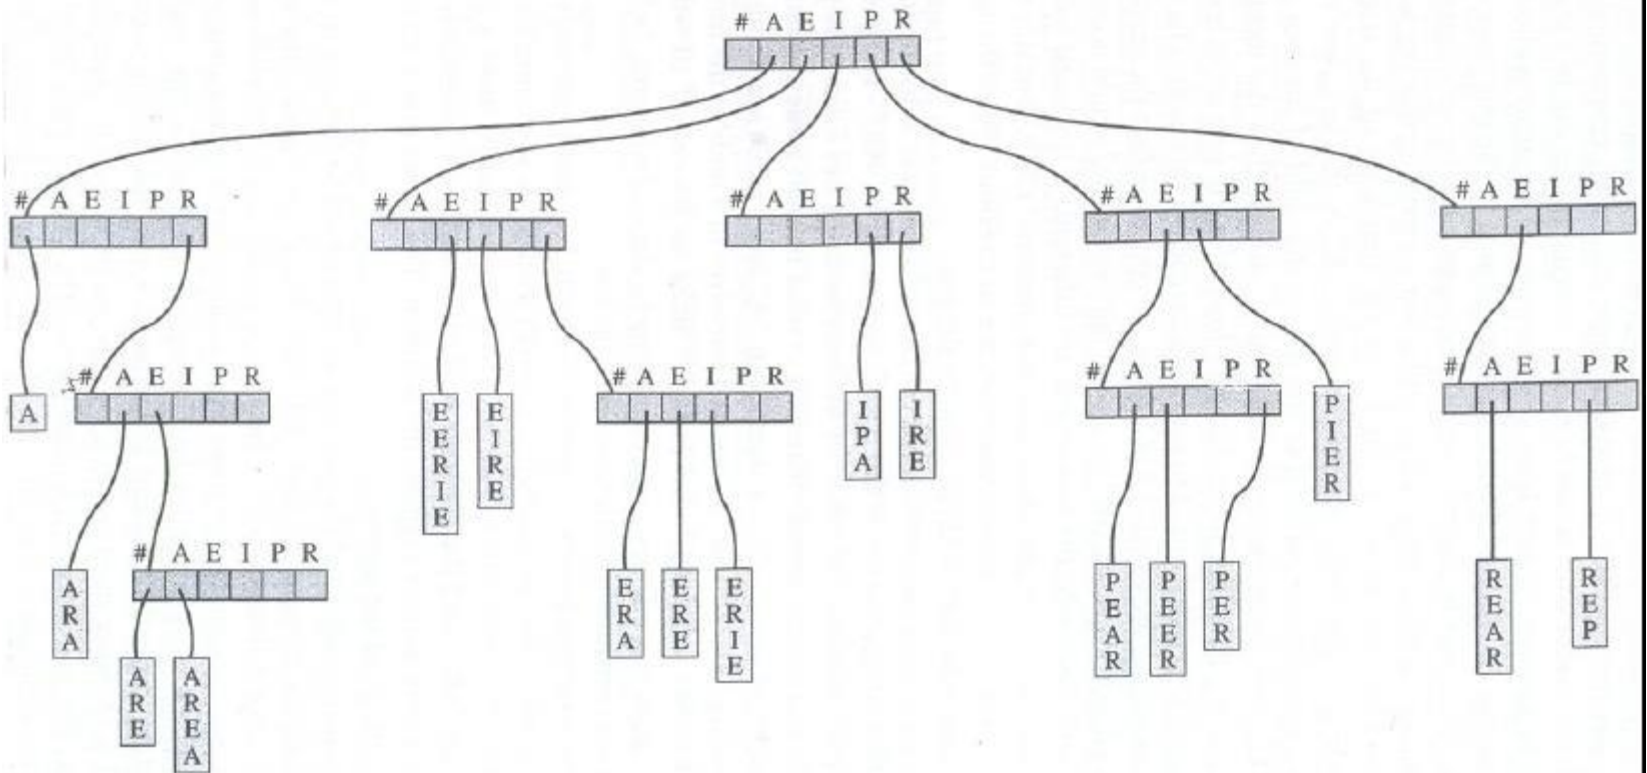 # A E I P R
# A E I P R
# A E I P R
# A E I P R
# A E I P R
# A E I P R
A
# A E I P R
EERIE
EIRE
# A E I P R
IPA
IRE
# A E I P R
PIER
# A E I P R
ARA
# A E I P R
ERA
ERE
ERIE
PEAR
PEER
PER
REAR
REP
ARE
AREA